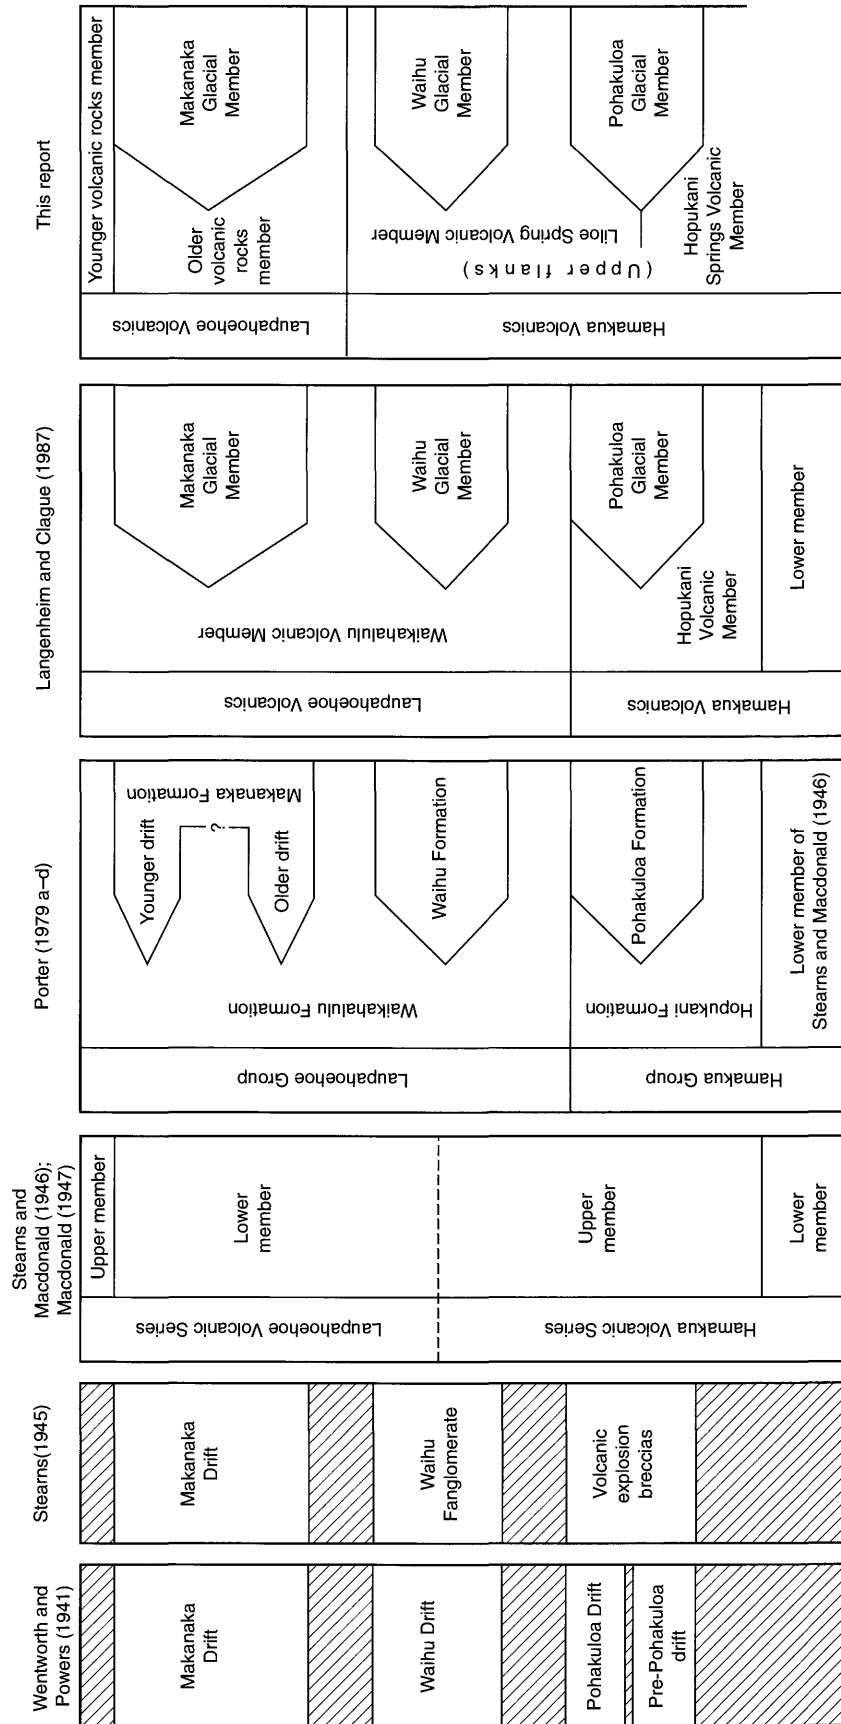 Wentworth and
Powers (1941)
Makanaka
Drift
Waihu Drift
Pohakuloa Drift
Pre-Pohakuloa
drift
Stearns(1945)
Makanaka
Drift
Waihu
Fanglomerate
Volcanic
explosion
breccias
Stearns and
Macdonald (1946);
Macdonald (1947)
Laupahoehoe Volcanic Series
Upper member
Lower
member
Hamakua Volcanic Series
Upper
member
Lower
member
Porter (1979 a–d)
Laupahoehoe Group
Waikahalulu Formation
Younger drift
?
Older drift
Makanaka Formation
Waihu Formation
Hamakua Group
Hopukani Formation
Pohakuloa Formation
Lower member of
Stearns and Macdonald (1946)
Langenheim and Clague (1987)
Laupahoehoe Volcanics
Waikahalulu Volcanic Member
Makanaka
Glacial
Member
Waihu
Glacial
Member
Hamakua Volcanics
Hopukani
Volcanic
Member
Pohakuloa
Glacial
Member
Lower member
This report
Laupahoehoe Volcanics
Younger volcanic rocks member
Older
volcanic
rocks
member
Makanaka
Glacial
Member
Hamakua Volcanics
(Upper flanks)
Liloe Spring Volcanic Member
Waihu
Glacial
Member
Pohakuloa
Glacial
Member
Hopukani
Springs Volcanic
Member